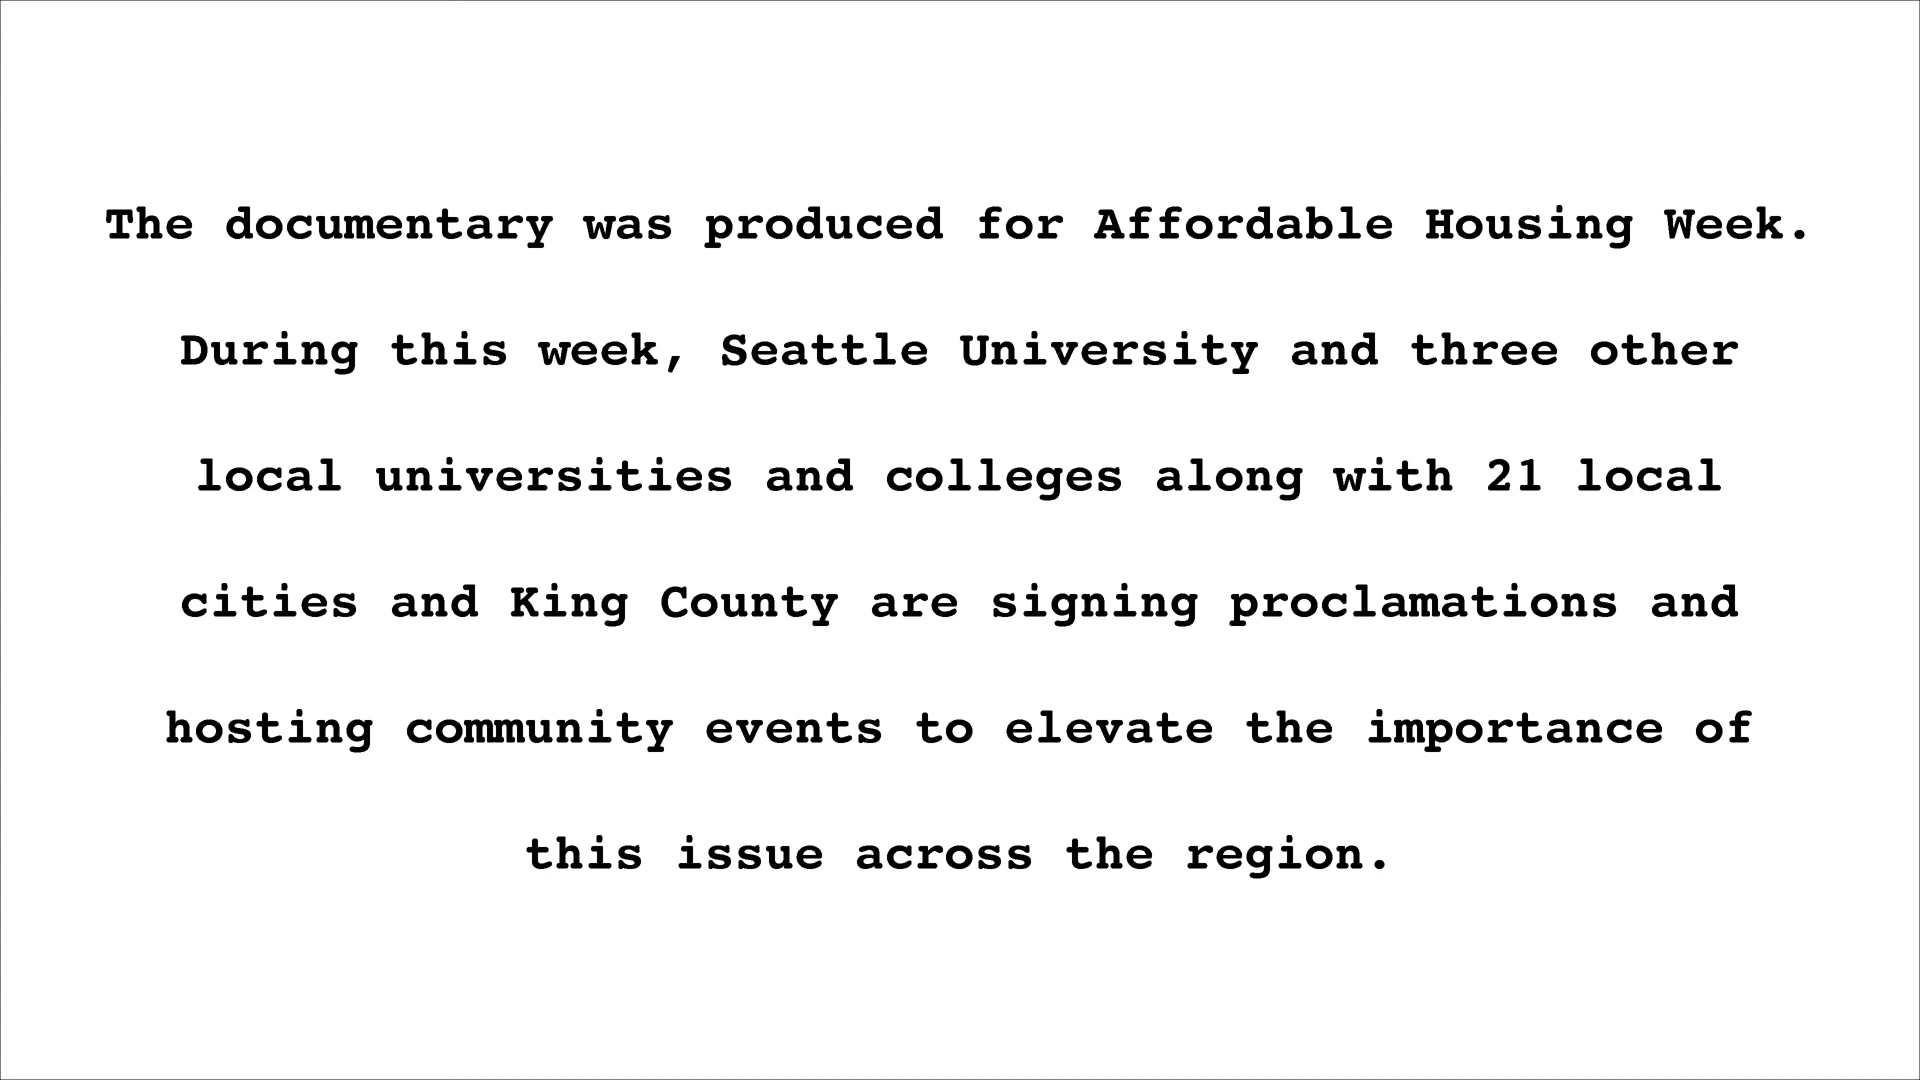 The documentary was produced for Affordable Housing Week.
During this week, Seattle University and three other
local universities and colleges along with 21 local
cities and King County are signing proclamations and
hosting community events to elevate the importance of
this issue across the region.